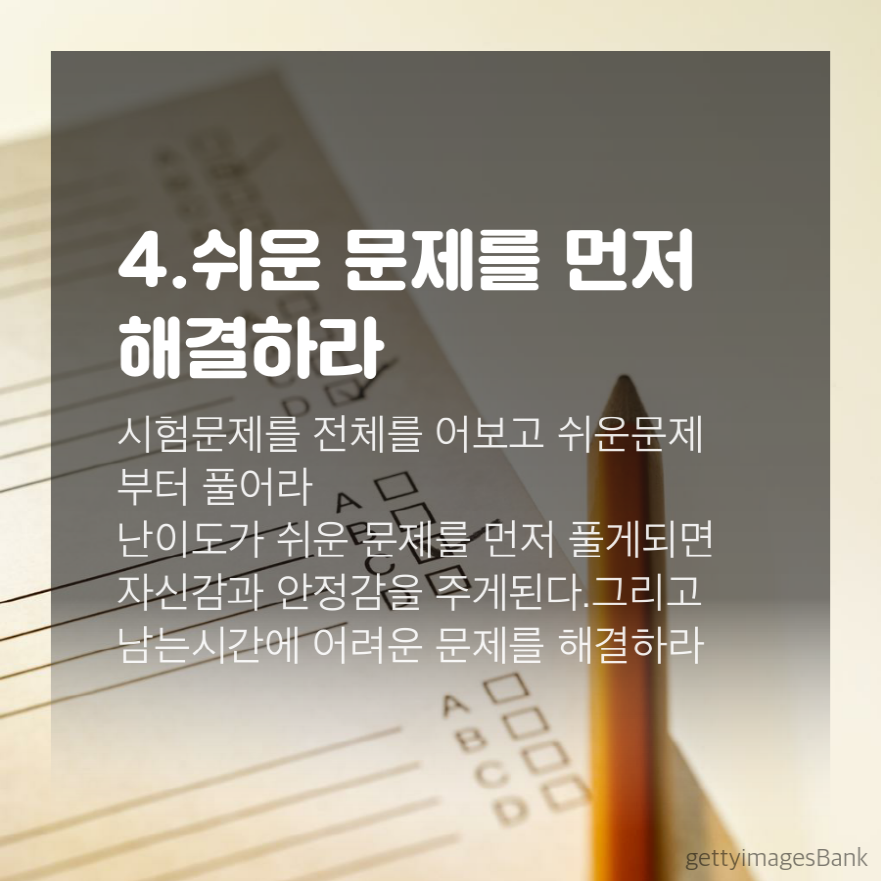 4.쉬운 문제를 먼저
해결하라
시험문제를 전체를 어보고 쉬운문제
부터 풀어라
난이도가 쉬운 문제를 먼저 풀게되면
자신감과 안정감을 주게된다.그리고
남는시간에 어려운 문제를 해결하라
C
D
A
B
C
D
A
B
C
D
gettyimagesBank